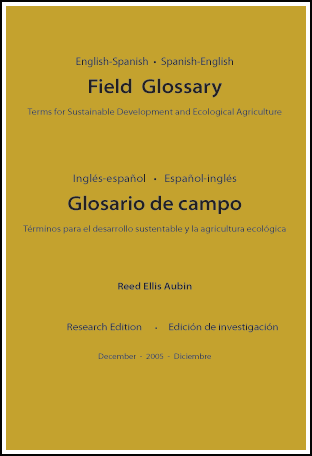 English-Spanish • Spanish-English
Field Glossary
Terms for Sustainable Development and Ecological Agriculture
Inglés-español • Español-inglés
Glosario de campo
Términos para el desarrollo sustentable y la agricultura ecológica
Reed Ellis Aubin
Research Edition • Edición de investigación
December - 2005 - Diciembre